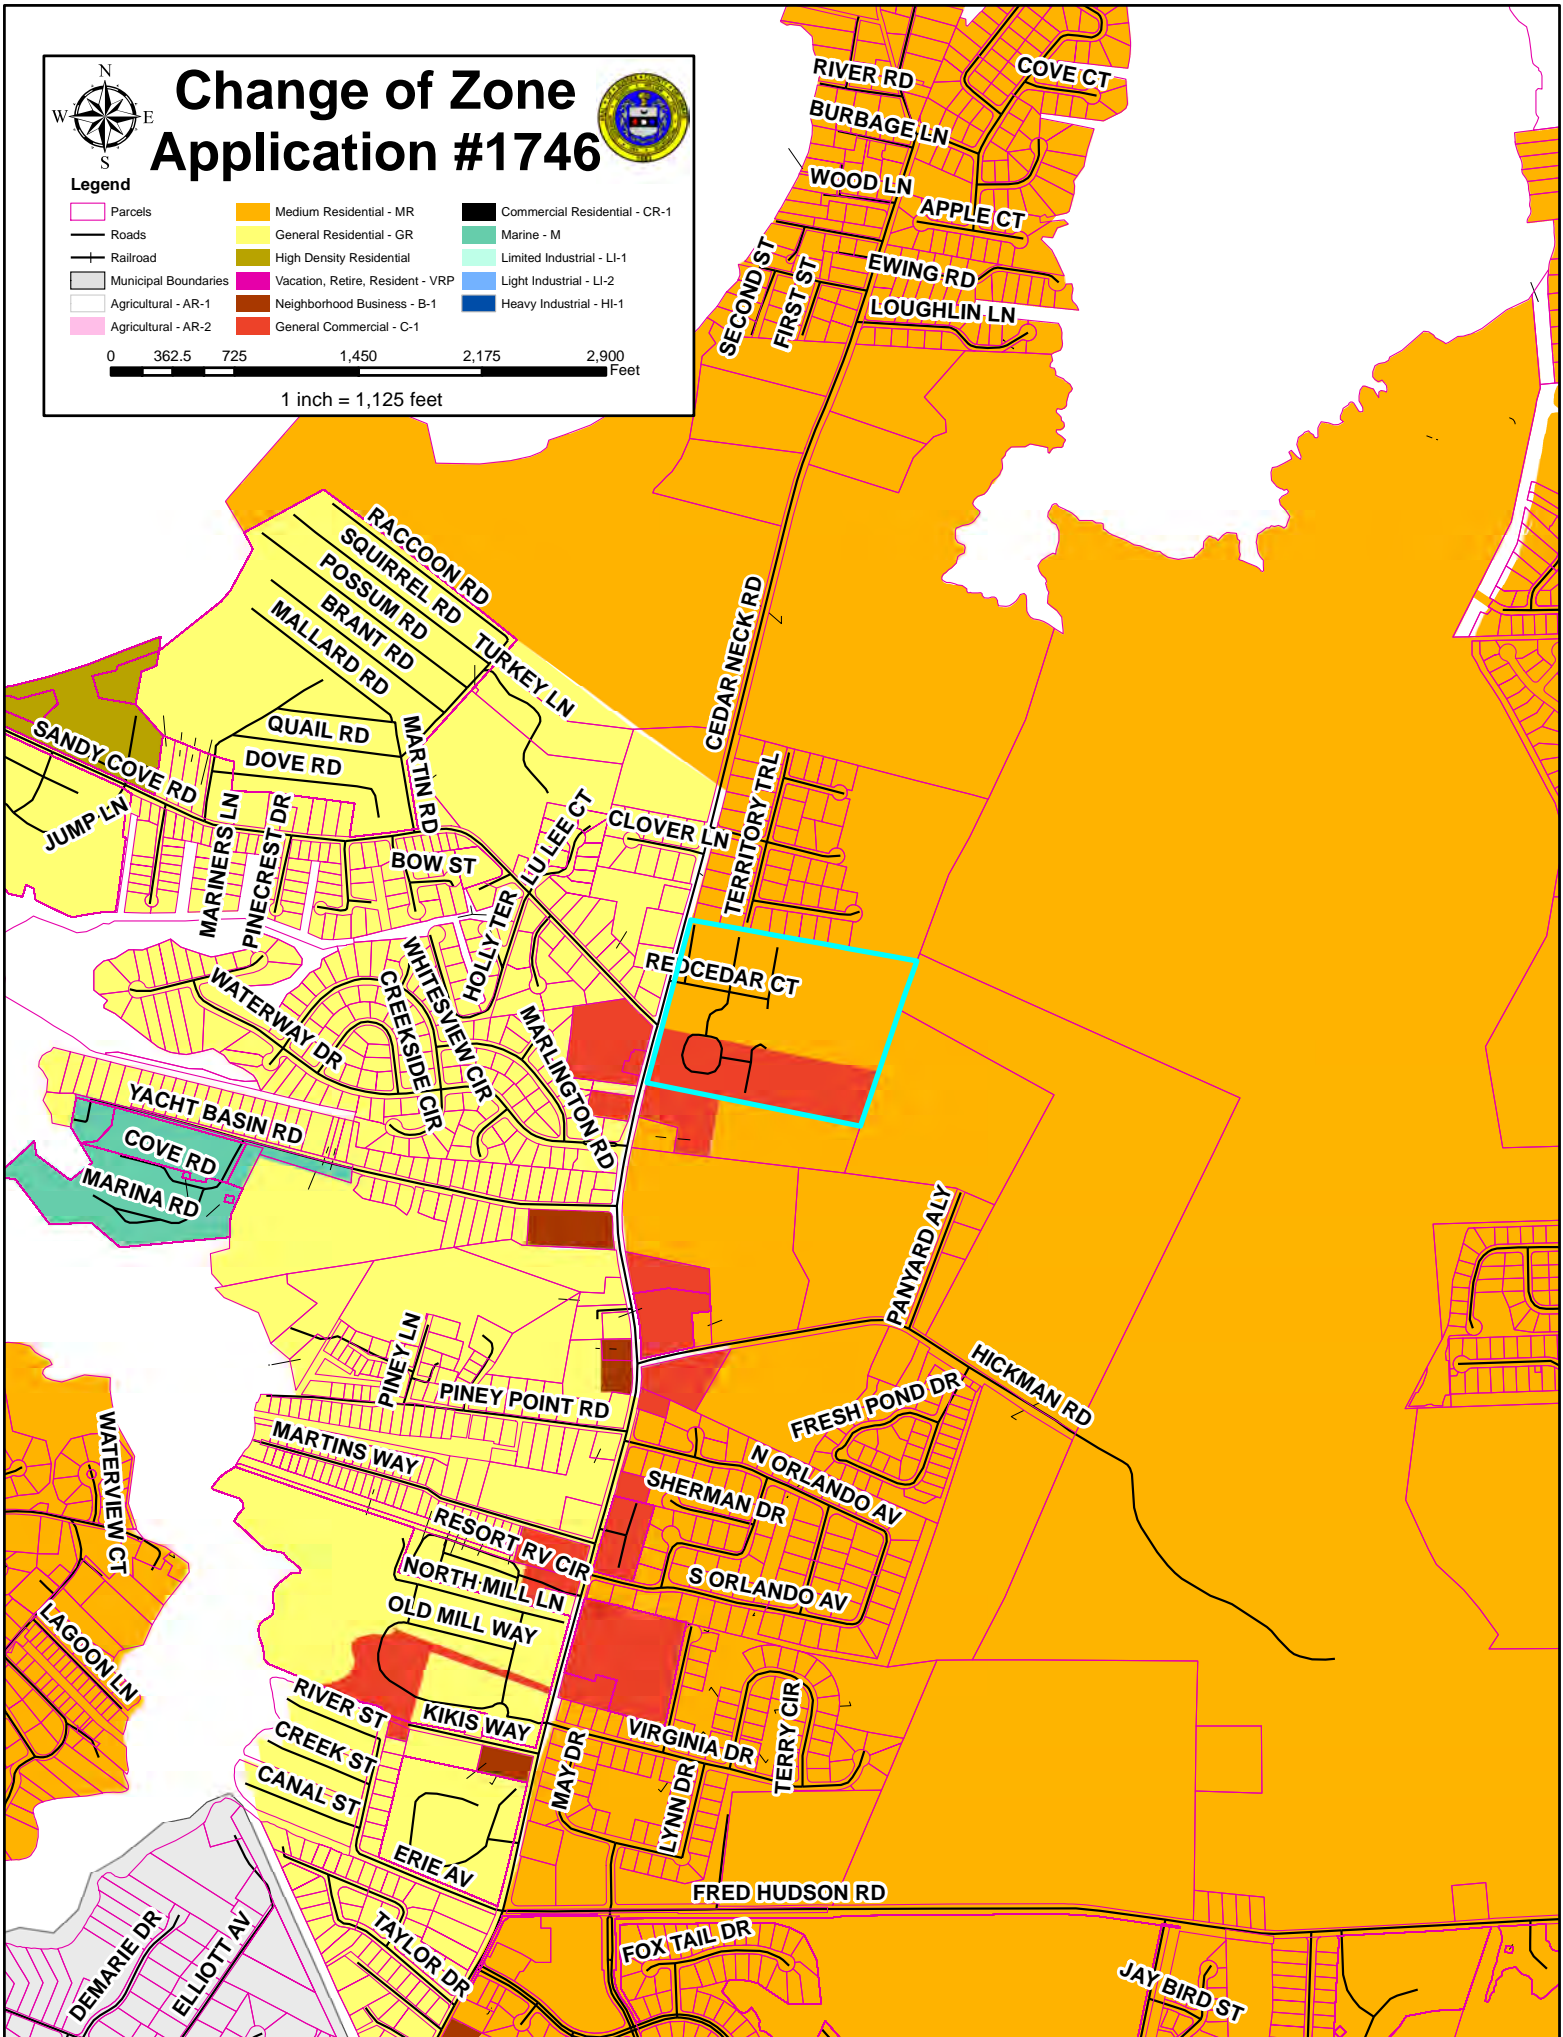 N
W
E
S
Change of Zone
Application #1746
Legend
Parcels
Roads
Railroad
Municipal Boundaries
Agricultural - AR-1
Agricultural - AR-2
Medium Residential - MR
General Residential - GR
High Density Residential
Vacation, Retire, Resident - VRP
Neighborhood Business - B-1
General Commercial - C-1
Commercial Residential - CR-1
Marine - M
Limited Industrial - LI-1
Light Industrial - LI-2
Heavy Industrial - HI-1
0 362.5 725 1,450 2,175 2,900
Feet
1 inch = 1,125 feet
RIVER RD
COVE CT
BURBAGE LN
WOOD LN
APPLE CT
SECOND ST
FIRST ST
EWING RD
LOUGHLIN LN
RACCOON RD
SQUIRREL RD
POSSUM RD
BRANT RD
MALLARD RD
TURKEY LN
CEDAR NECK RD
QUAIL RD
DOVE RD
MARTIN RD
SANDY COVE RD
JUMP LN
MARINERS LN
PINECREST DR
BOW ST
LU LEE CT
CLOVER LN
TERRITORY TRL
HOLLY TER
WHITESVIEW CIR
CREEKSIDE CIR
WATERWAY DR
REDCEDAR CT
MARLINGTON RD
YACHT BASIN RD
COVE RD
MARINA RD
PANYARD ALY
PINEY LN
PINEY POINT RD
HICKMAN RD
FRESH POND DR
MARTINS WAY
N ORLANDO AV
SHERMAN DR
WATERVIEW CT
RESORT RV CIR
NORTH MILL LN
S ORLANDO AV
OLD MILL WAY
LAGOON LN
RIVER ST
KIKIS WAY
CREEK ST
CANAL ST
VIRGINIA DR
TERRY CIR
MAY DR
LYNN DR
ERIE AV
FRED HUDSON RD
DEMARIE DR
ELLIOTT AV
TAYLOR DR
FOX TAIL DR
JAY BIRD ST